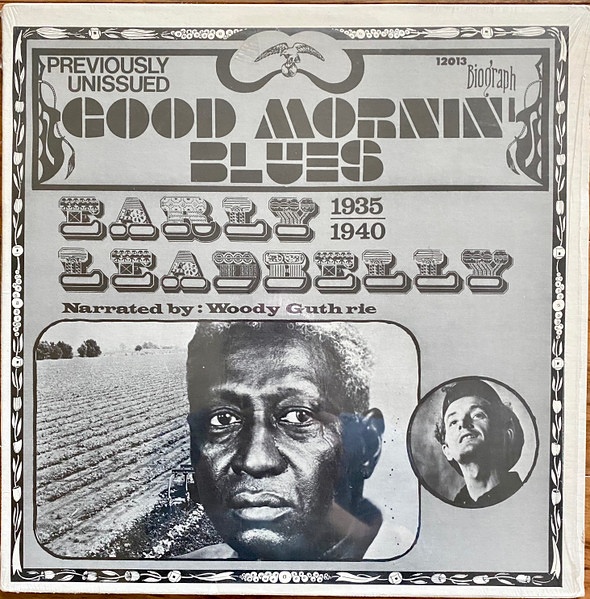 PREVIOUSLY
UNISSUED
12013 Biograph
GOOD MORNIN'
BLUES
EARLY 1935
1940
LEADBELLY
Narrated by: Woody Guthrie